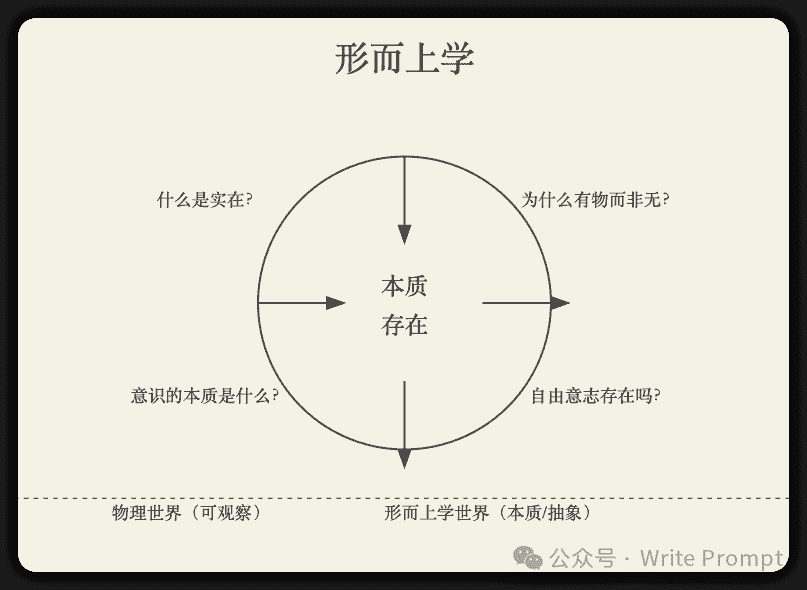 形而上学
什么是实在?
为什么有物而非无?
本质
存在
意识的本质是什么?
自由意志存在吗?
物理世界（可观察）
形而上学世界（本质/抽象）
公众号 · Write Prompt